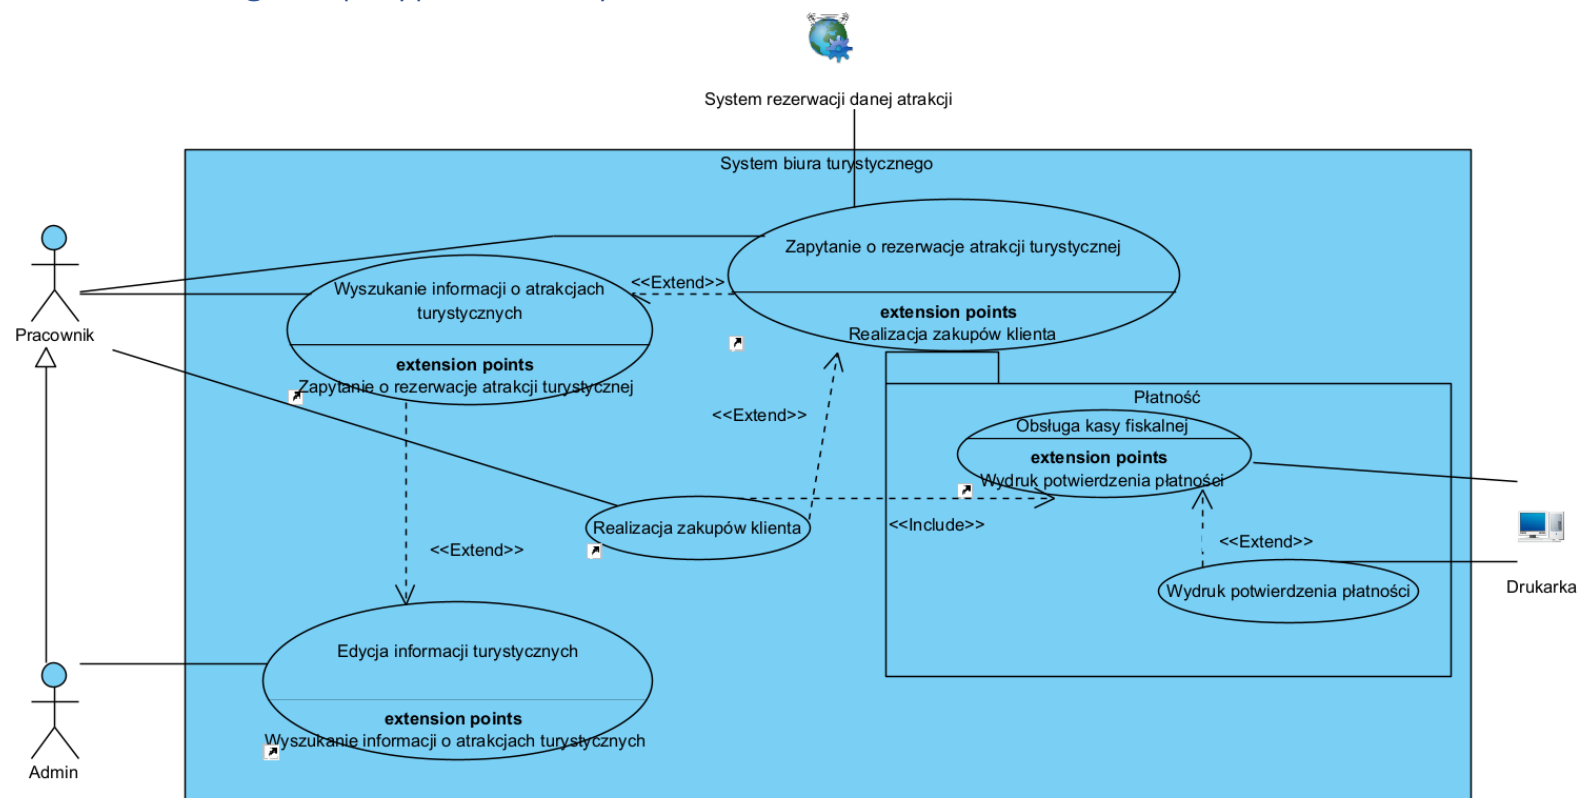 System rezerwacji danej atrakcji
System biura turystycznego
Zapytanie o rezerwacje atrakcji turystycznej
extension points
Realizacja zakupów klienta
<<Extend>>
Wyszukanie informacji o atrakcjach
turystycznych
extension points
Zapytanie o rezerwacje atrakcji turystycznej
Pracownik
<<Extend>>
Płatność
Obsługa kasy fiskalnej
extension points
Wydruk potwierdzenia płatności
<<Include>>
Realizacja zakupów klienta
<<Extend>>
<<Extend>>
Wydruk potwierdzenia płatności
Drukarka
Edycja informacji turystycznych
extension points
Wyszukanie informacji o atrakcjach turystycznych
Admin